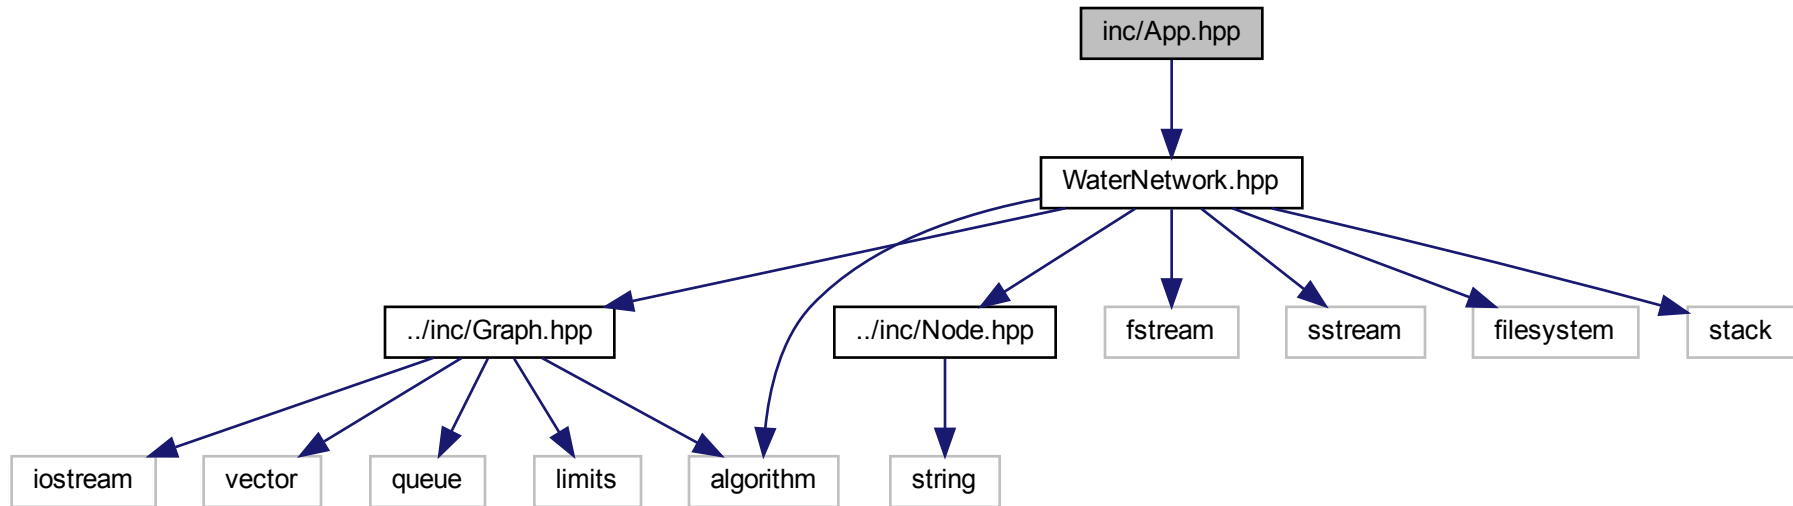 inc/App.hpp
WaterNetwork.hpp
../inc/Graph.hpp
../inc/Node.hpp
fstream
sstream
filesystem
stack
iostream
vector
queue
limits
algorithm
string